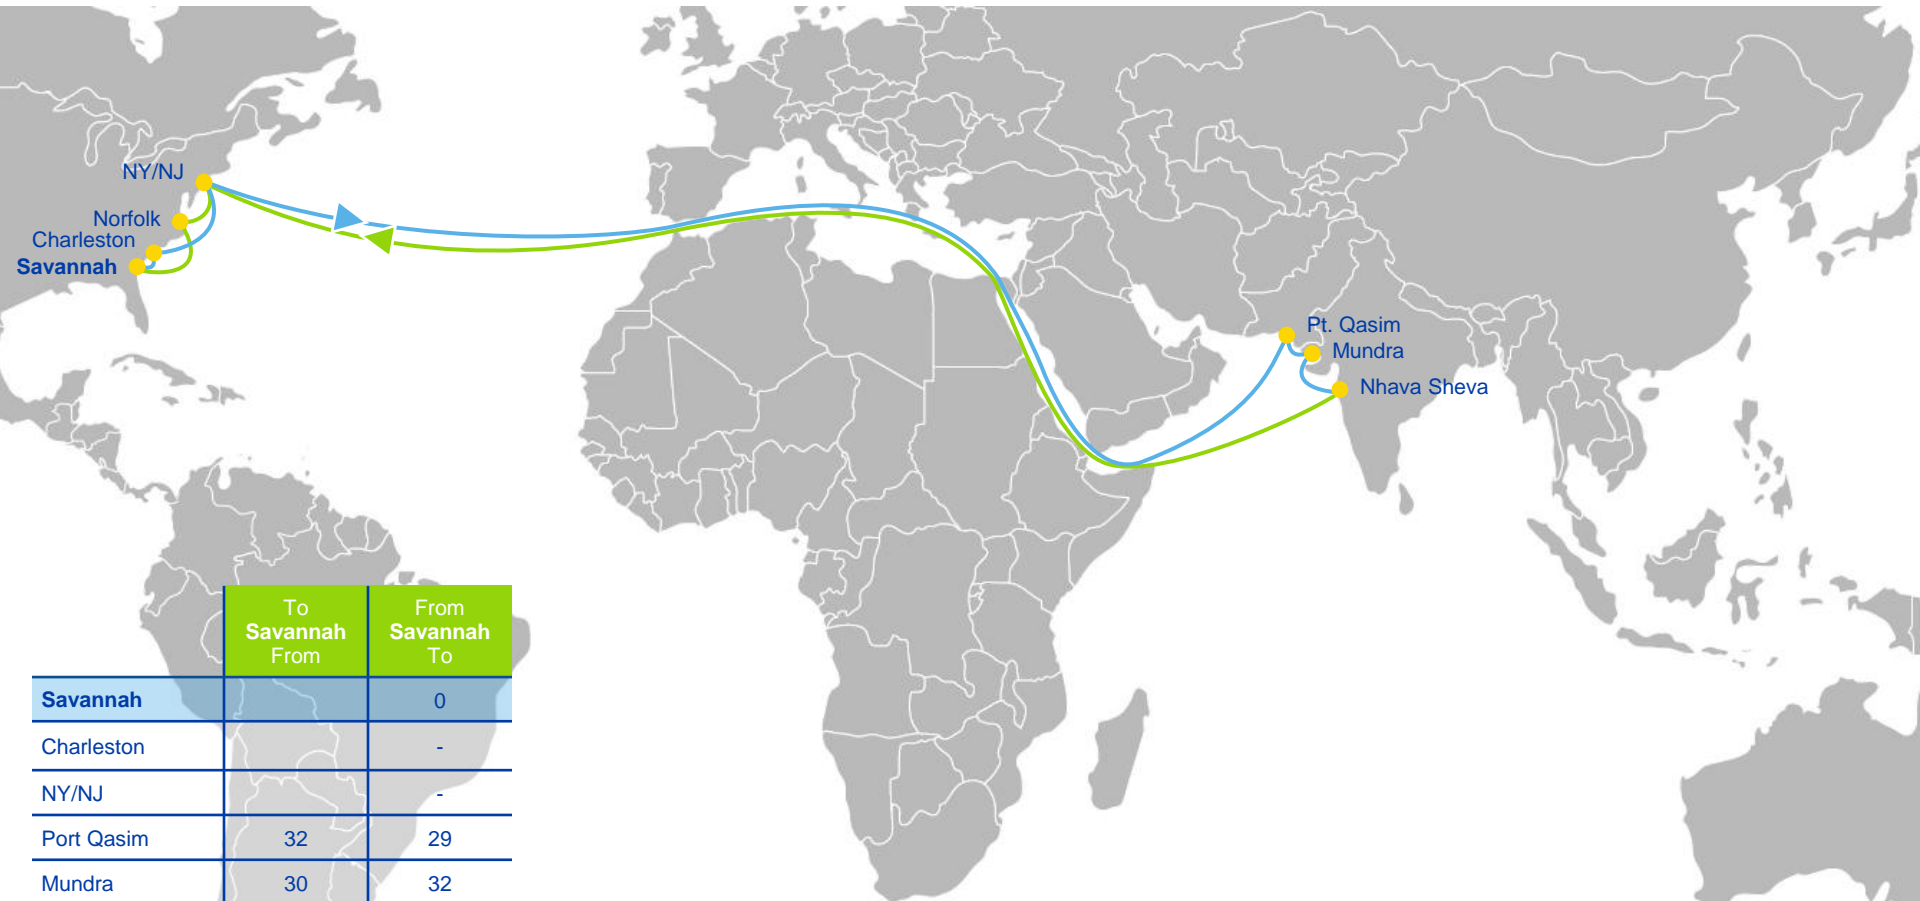 NY/NJ
Norfolk
Charleston
Savannah
Pt. Qasim
Mundra
Nhava Sheva
To From
Savannah Savannah
From To
Savannah 0
Charleston -
NY/NJ -
Port Qasim 32 29
Mundra 30 32